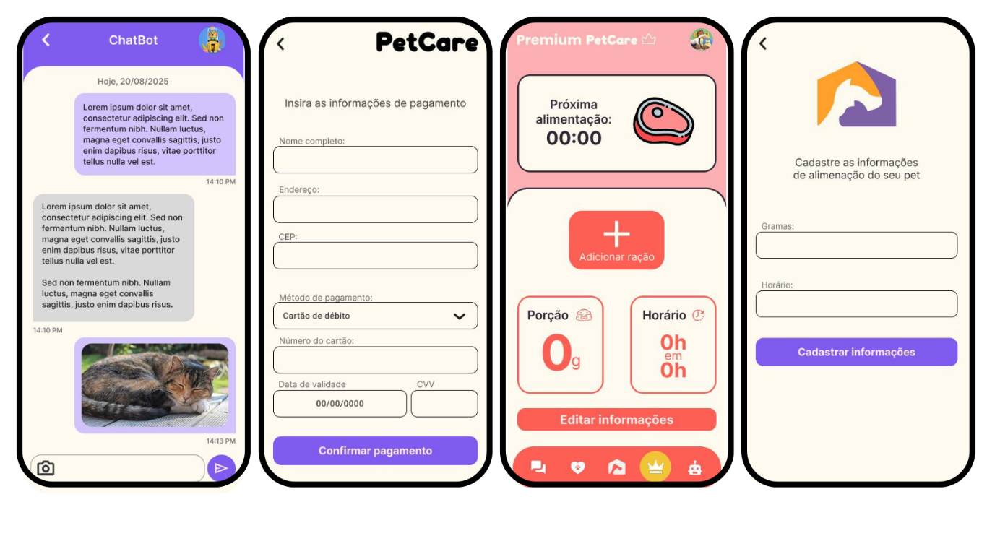 ChatBot
Hoje, 20/08/2025
Lorem ipsum dolor sit amet,
consectetur adipiscing elit. Sed non
fermentum nibh. Nullam luctus,
magna eget convallis sagittis, justo
enim dapibus risus, vitae porttitor
tellus nulla vel est.
14:10 PM
Lorem ipsum dolor sit amet,
consectetur adipiscing elit. Sed non
fermentum nibh. Nullam luctus,
magna eget convallis sagittis, justo
enim dapibus risus, vitae porttitor
tellus nulla vel est.
Sed non fermentum nibh. Nullam
luctus, magna eget convallis
sagittis, justo enim dapibus risus.
14:10 PM
14:13 PM
PetCare
Insira as informações de pagamento
Nome completo:
Endereço:
CEP:
Método de pagamento:
Cartão de débito
Número do cartão:
Data de validade CVV
00/00/0000
Confirmar pagamento
Premium PetCare
Próxima
alimentação:
00:00
Adicionar ração
Porção
0g
Horário
0h
em
0h
Editar informações
Cadastre as informações
de alimenação do seu pet
Gramas:
Horário:
Cadastrar informações